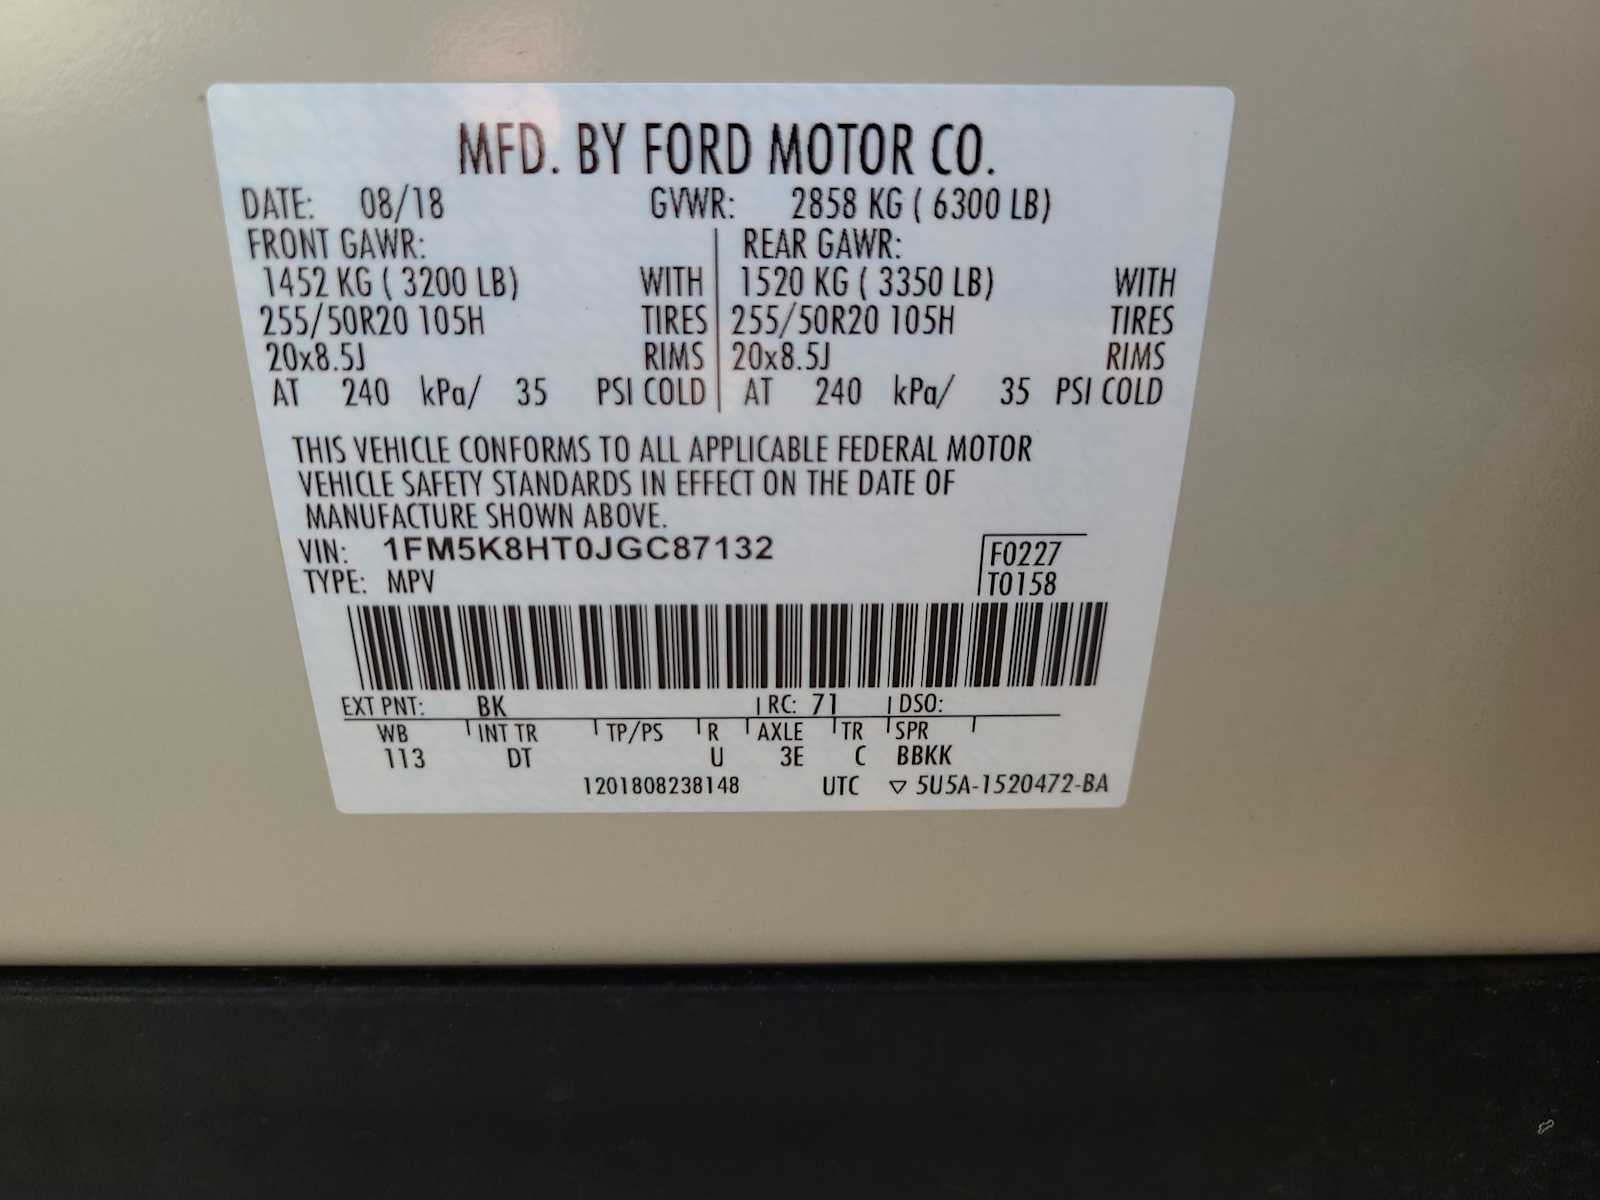 MFD. BY FORD MOTOR CO.
DATE: 08/18 GVWR: 2858 KG ( 6300 LB)
FRONT GAWR: REAR GAWR:
1452 KG ( 3200 LB) WITH 1520 KG ( 3350 LB) WITH
255/50R20 105H TIRES 255/50R20 105H TIRES
20x8.5J RIMS 20x8.5J RIMS
AT 240 kPa/ 35 PSI COLD AT 240 kPa/ 35 PSI COLD
THIS VEHICLE CONFORMS TO ALL APPLICABLE FEDERAL MOTOR
VEHICLE SAFETY STANDARDS IN EFFECT ON THE DATE OF
MANUFACTURE SHOWN ABOVE.
VIN: 1FM5K8HT0JGC87132 F0227
TYPE: MPV T0158
EXT PNT: BK RC: 71 DSO:
WB INT TR TP/PS R AXLE TR SPR
113 DT U 3E C BBKK
1201808238148 UTC ▽ 5U5A-1520472-BA